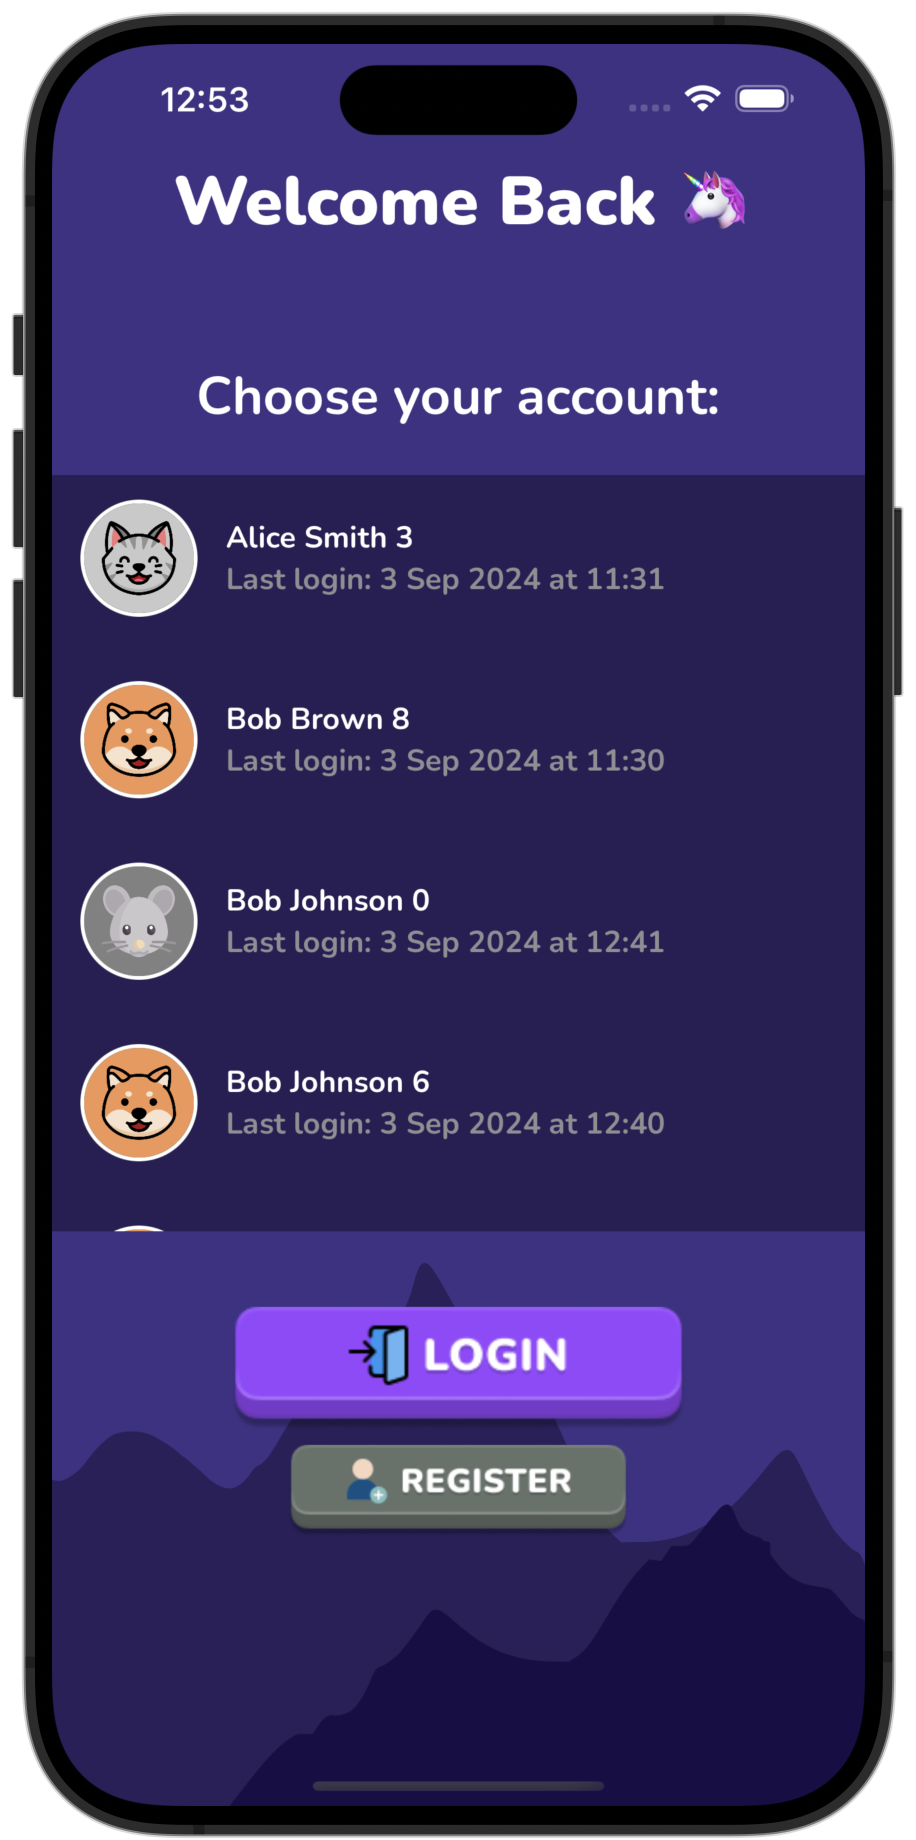 12:53
Welcome Back 🦄
Choose your account:
Alice Smith 3
Last login: 3 Sep 2024 at 11:31
Bob Brown 8
Last login: 3 Sep 2024 at 11:30
Bob Johnson 0
Last login: 3 Sep 2024 at 12:41
Bob Johnson 6
Last login: 3 Sep 2024 at 12:40
LOGIN
REGISTER